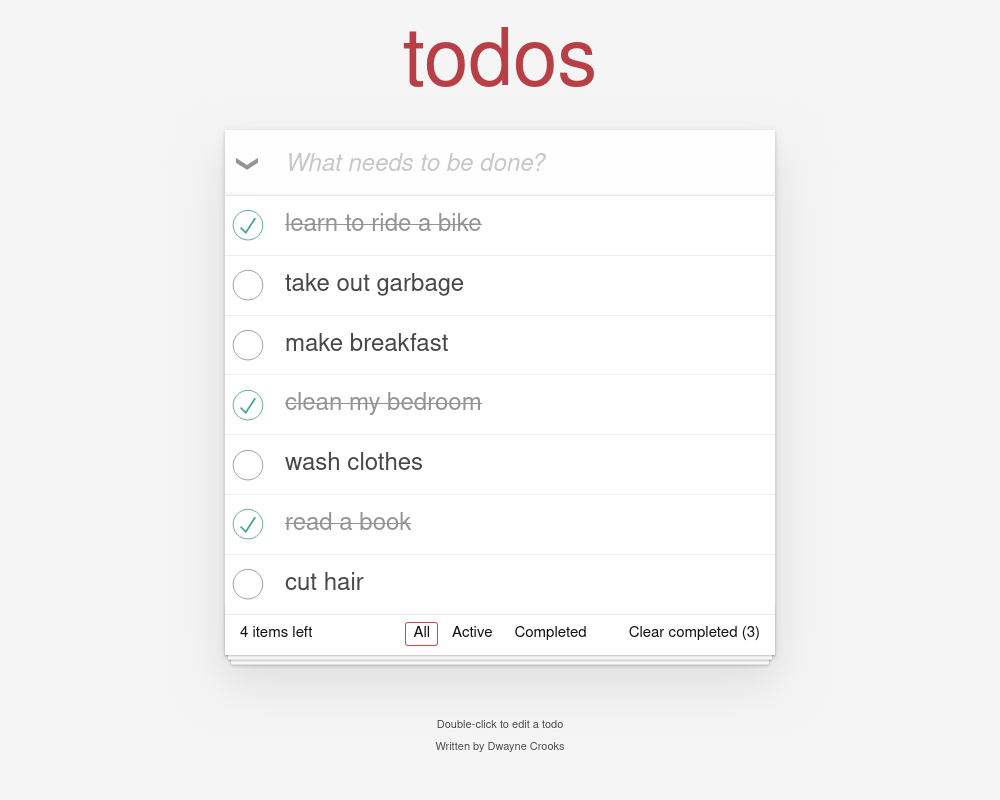 todos
What needs to be done?
learn to ride a bike
take out garbage
make breakfast
clean my bedroom
wash clothes
read a book
cut hair
4 items left All Active Completed Clear completed (3)
Double-click to edit a todo
Written by Dwayne Crooks